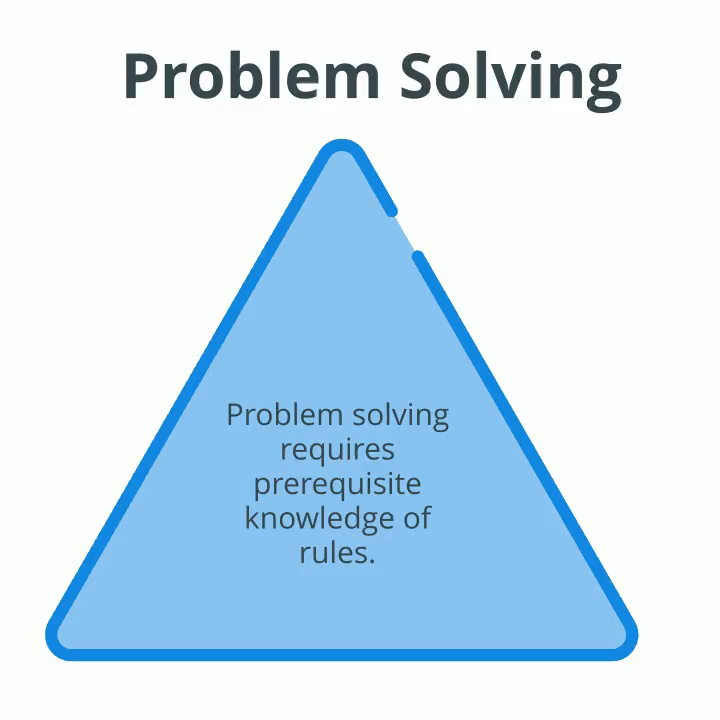 Problem Solving
Problem solving
requires
prerequisite
knowledge of
rules.